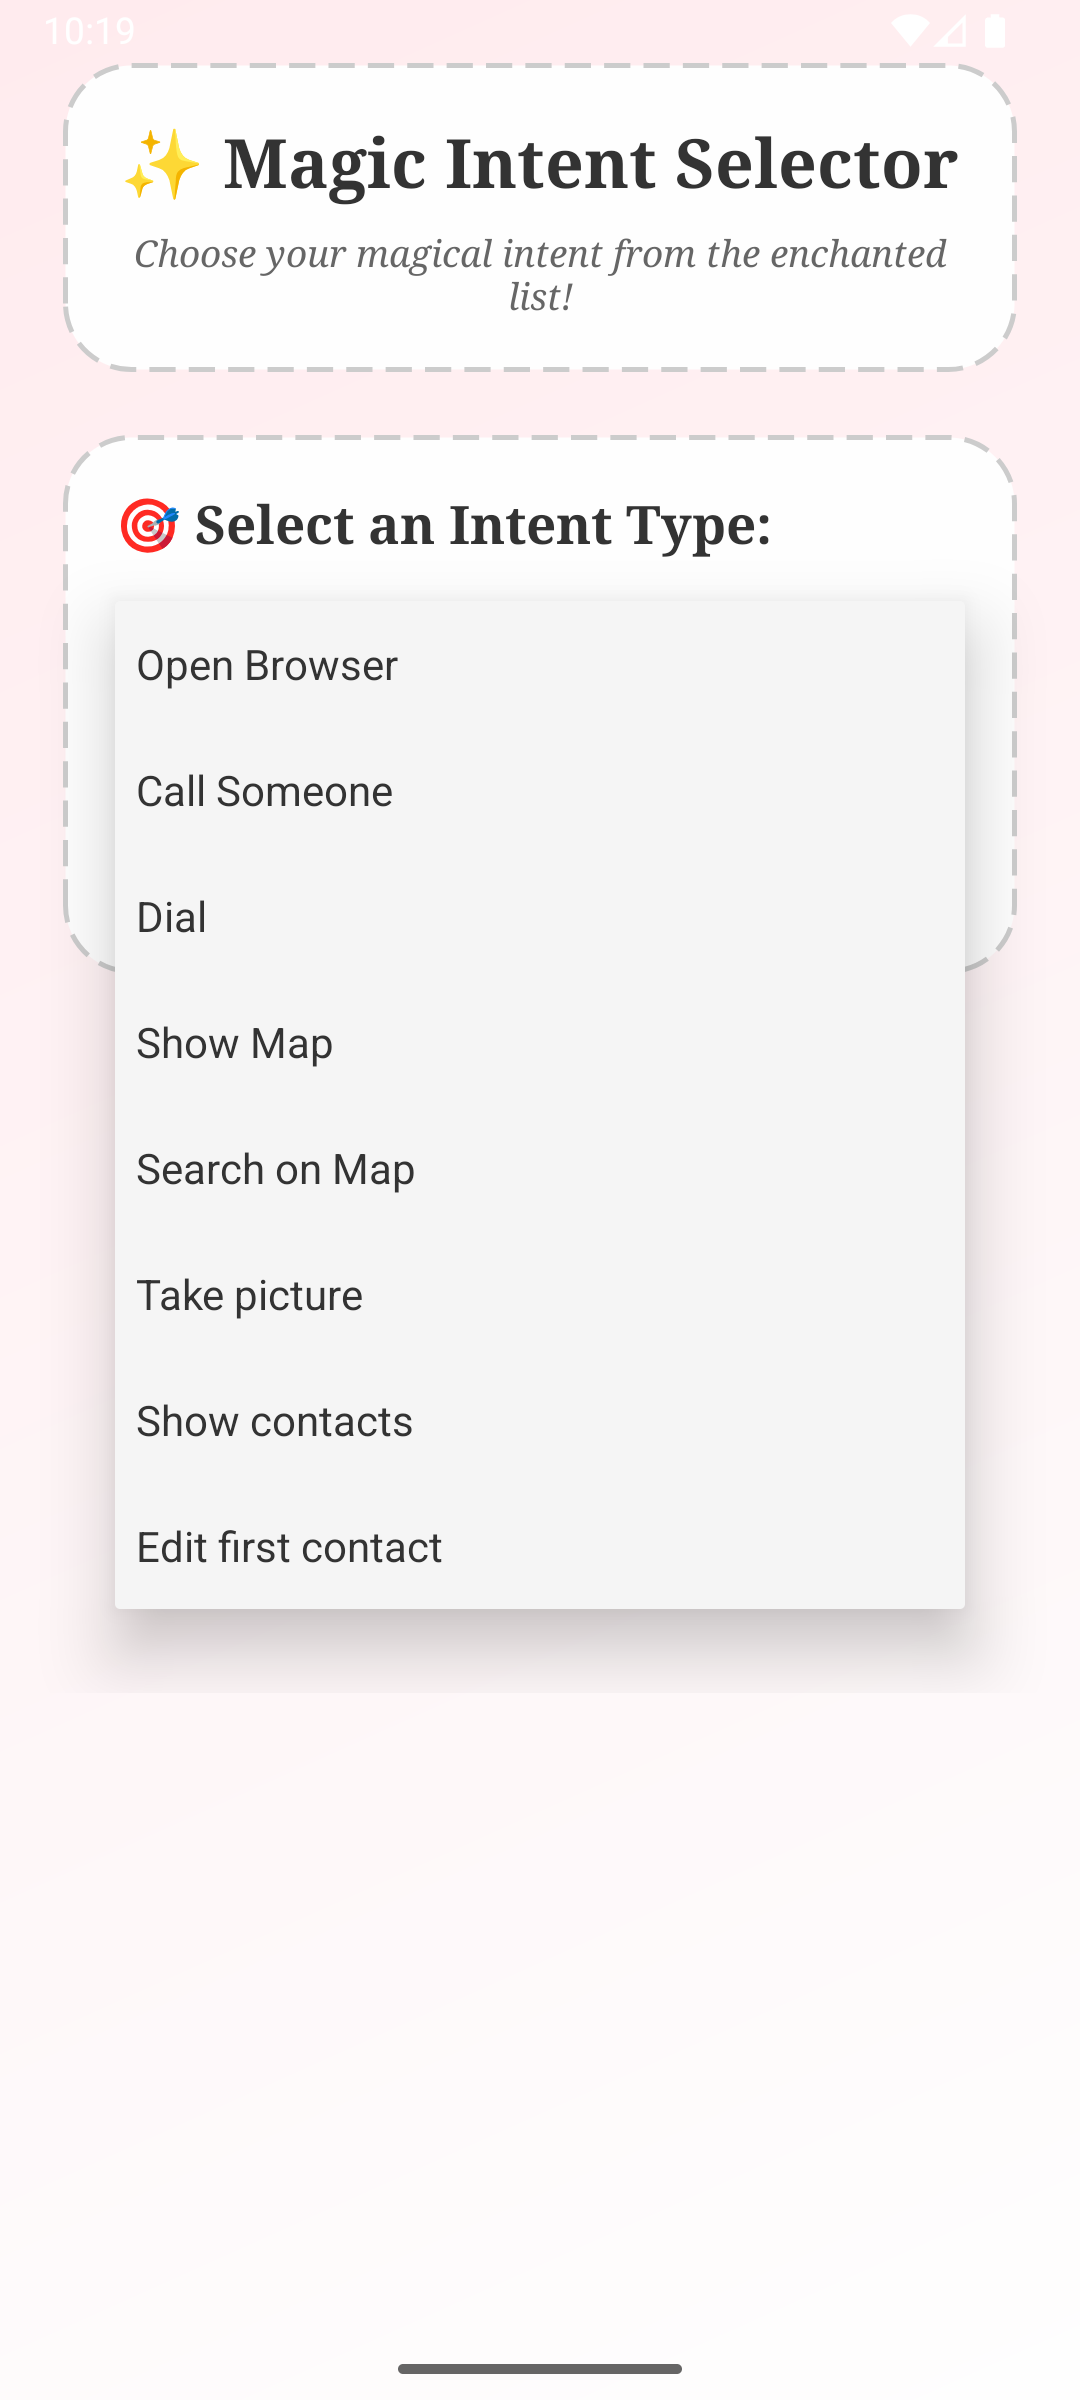 10:19
✨ Magic Intent Selector
Choose your magical intent from the enchanted
list!
🎯 Select an Intent Type:
Open Browser
Call Someone
Dial
Show Map
Search on Map
Take picture
Show contacts
Edit first contact